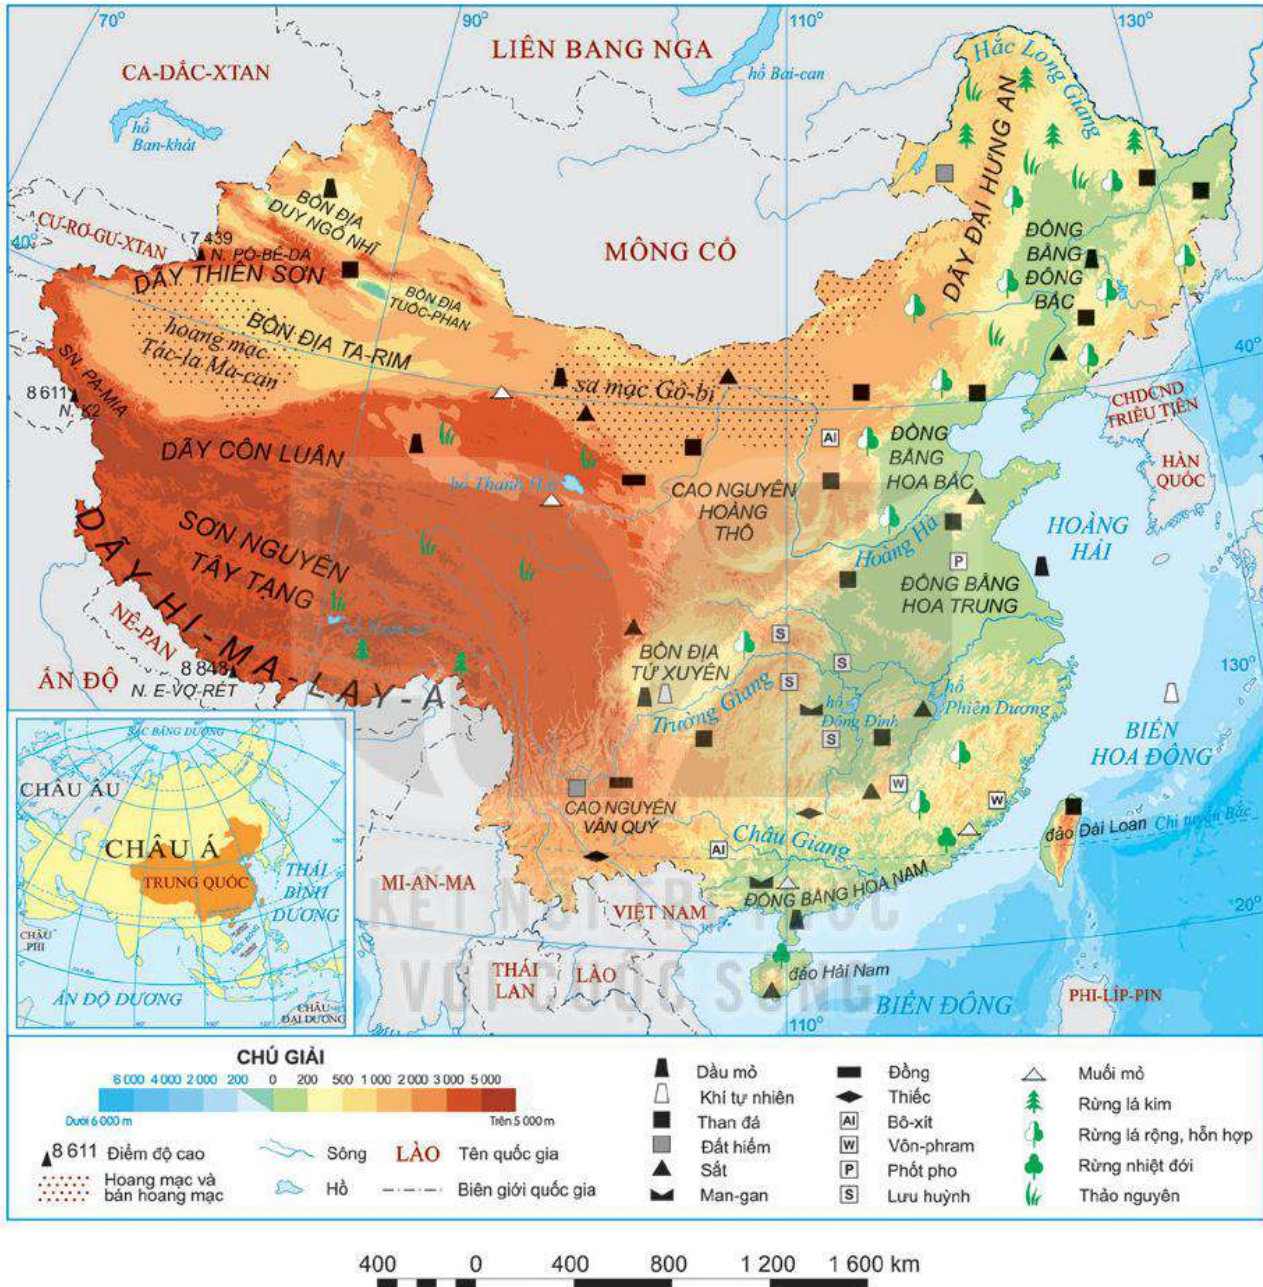 70°
90°
110°
130°
LIÊN BANG NGA
CA-DẮC-XTAN
hồ Bai-can
hồ
Ban-khát
Hắc Long Giang
DÃY ĐẠI HƯNG AN
BỒN ĐỊA
DUY NGÔ NHĨ
CƯ-RƠ-GƯ-XTAN
40°
7 439
N. PÔ-BÊ-ĐA
DÃY THIÊN SƠN
MÔNG CỔ
ĐỒNG
BẰNG
ĐÔNG
BẮC
BỒN ĐỊA
TUỐC-PHAN
BỒN ĐỊA TA-RIM
hoang mạc
Tác-la Ma-can
SN. PA-MIA
8 611
N. K2
sa mạc Gô-bi
40°
CHDCND
TRIỀU TIÊN
HÀN
QUỐC
DÃY CÔN LUÂN
hồ Thanh Hải
CAO NGUYÊN
HOÀNG
THỔ
ĐỒNG
BẰNG
HOA BẮC
Hoàng Hà
HOÀNG
HẢI
SƠN NGUYÊN
TÂY TẠNG
ĐỒNG BẰNG
HOA TRUNG
DÃY HI-MA-LAY-A
NÊ-PAN
ẤN ĐỘ
8 848
N. E-VƠ-RÉT
BỒN ĐỊA
TỨ XUYÊN
Trường Giang
hồ
Động Đình
hồ
Phiên Dương
130°
BIỂN
HOA ĐÔNG
CAO NGUYÊN
VÂN QUÝ
Châu Giang
đảo Đài Loan
Chí tuyến Bắc
MI-AN-MA
VIỆT NAM
ĐỒNG BẰNG HOA NAM
20°
THÁI
LAN
LÀO
đảo Hải Nam
BIỂN ĐÔNG
PHI-LÍP-PIN
110°
KẾT NỐI TRI THỨC
VỚI CUỘC SỐNG
BẮC BĂNG DƯƠNG
CHÂU ÂU
CHÂU Á
TRUNG QUỐC
THÁI
BÌNH
DƯƠNG
CHÂU
PHI
ẤN ĐỘ DƯƠNG
CHÂU
ĐẠI DƯƠNG
Al
P
S
S
S
S
W
W
Al
CHÚ GIẢI
6 000 4 000 2 000 200 0 200 500 1 000 2 000 3 000 5 000
Dưới 6 000 m
Trên 5 000 m
8 611 Điểm độ cao
Sông
LÀO Tên quốc gia
Hoang mạc và
bán hoang mạc
Hồ
Biên giới quốc gia
Dầu mỏ
Khí tự nhiên
Than đá
Đất hiếm
Sắt
Man-gan
Đồng
Thiếc
Al Bô-xít
W Vôn-phram
P Phốt pho
S Lưu huỳnh
Muối mỏ
Rừng lá kim
Rừng lá rộng, hỗn hợp
Rừng nhiệt đới
Thảo nguyên
400 0 400 800 1 200 1 600 km